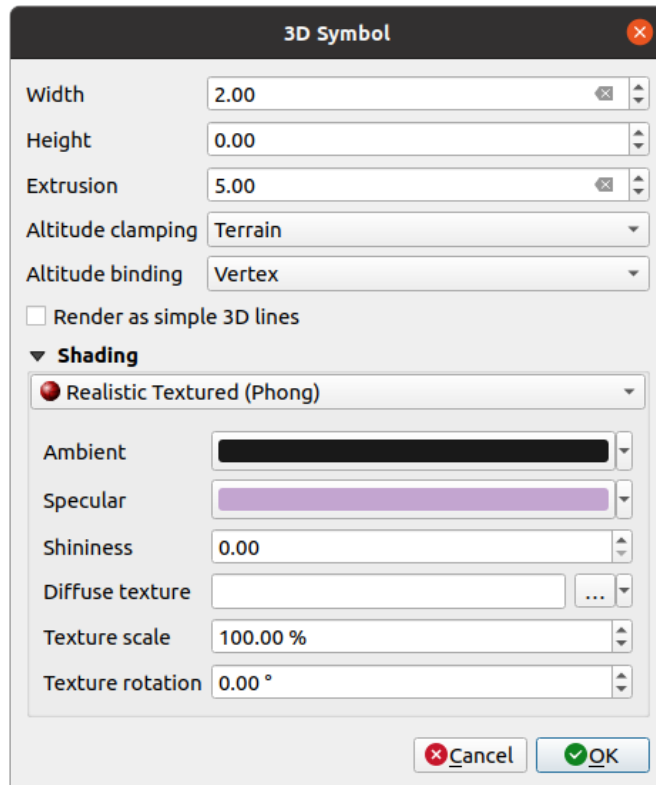 3D Symbol
Width 2.00
Height 0.00
Extrusion 5.00
Altitude clamping Terrain
Altitude binding Vertex
Render as simple 3D lines
Shading
Realistic Textured (Phong)
Ambient
Specular
Shininess 0.00
Diffuse texture ...
Texture scale 100.00 %
Texture rotation 0.00 °
Cancel OK